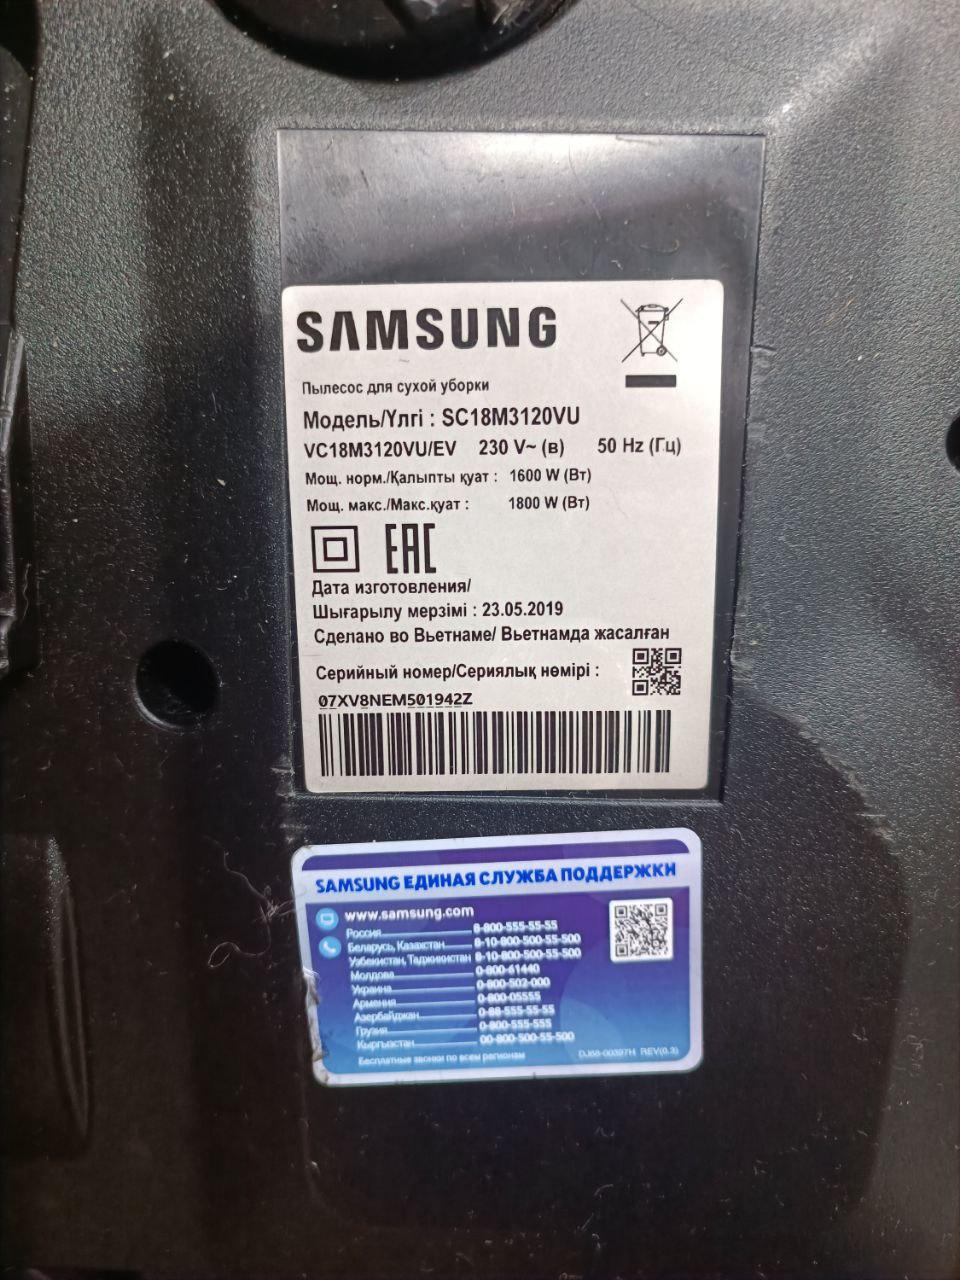 SAMSUNG
Пылесос для сухой уборки
Модель/Үлгі : SC18M3120VU
VC18M3120VU/EV 230 V~ (в) 50 Hz (Гц)
Мощ. норм./Қалыпты қуат : 1600 W (Вт)
Мощ. макс./Макс.қуат : 1800 W (Вт)
EAC
Дата изготовления/
Шығарылу мерзімі : 23.05.2019
Сделано во Вьетнаме/ Вьетнамда жасалған
Серийный номер/Сериялық нөмірі :
07XV8NEM501942Z
SAMSUNG ЕДИНАЯ СЛУЖБА ПОДДЕРЖКИ
www.samsung.com
Россия 8-800-555-55-55
Беларусь, Казахстан 8-10-800-500-55-500
Узбекистан, Таджикистан 8-10-800-500-55-500
Молдова 0-800-61440
Украина 0-800-502-000
Армения 0-800-05555
Азербайджан 0-88-555-55-55
Грузия 0-800-555-555
Кыргызстан 00-800-500-55-500
Бесплатные звонки по всем регионам DJ68-00397H REV(0.3)